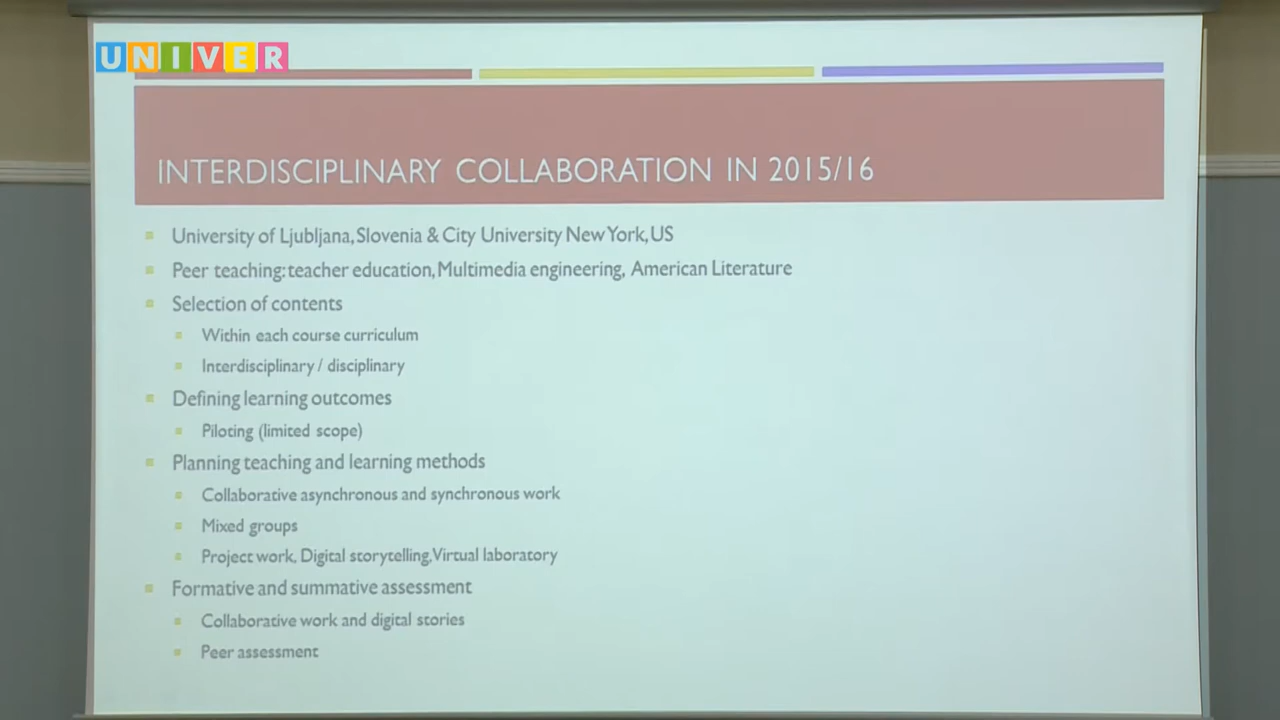 UNIVER
INTERDISCIPLINARY COLLABORATION IN 2015/16
University of Ljubljana, Slovenia & City University New York, US
Peer teaching: teacher education, Multimedia engineering, American Literature
Selection of contents
Within each course curriculum
Interdisciplinary / disciplinary
Defining learning outcomes
Piloting (limited scope)
Planning teaching and learning methods
Collaborative asynchronous and synchronous work
Mixed groups
Project work, Digital storytelling, Virtual laboratory
Formative and summative assessment
Collaborative work and digital stories
Peer assessment